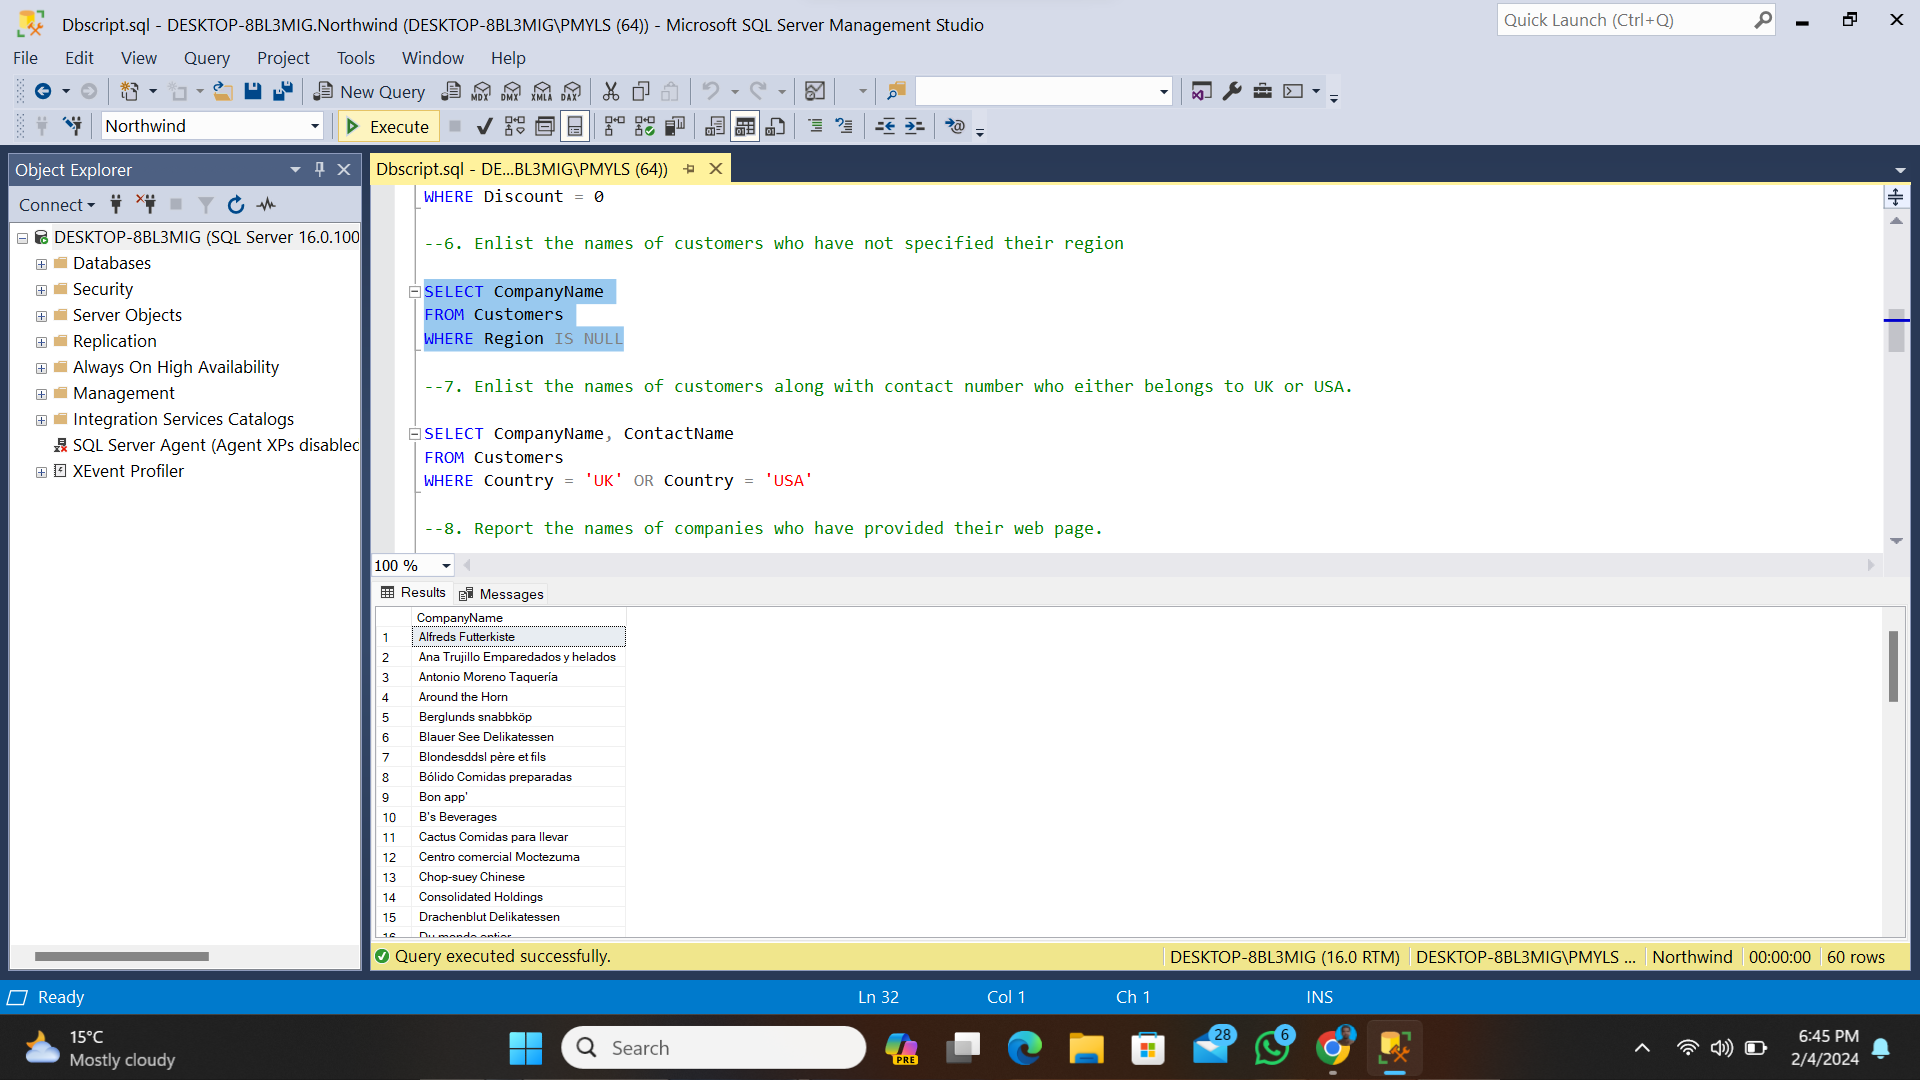 Dbscript.sql - DESKTOP-8BL3MIG.Northwind (DESKTOP-8BL3MIG\PMYLS (64)) - Microsoft SQL Server Management Studio
Quick Launch (Ctrl+Q)
File Edit View Query Project Tools Window Help
New Query MDX DMX XMLA DAX
Northwind Execute
Object Explorer
Dbscript.sql - DE...BL3MIG\PMYLS (64))
Connect
DESKTOP-8BL3MIG (SQL Server 16.0.100
Databases
Security
Server Objects
Replication
Always On High Availability
Management
Integration Services Catalogs
SQL Server Agent (Agent XPs disabled
XEvent Profiler
WHERE Discount = 0
--6. Enlist the names of customers who have not specified their region
SELECT CompanyName
FROM Customers
WHERE Region IS NULL
--7. Enlist the names of customers along with contact number who either belongs to UK or USA.
SELECT CompanyName, ContactName
FROM Customers
WHERE Country = 'UK' OR Country = 'USA'
--8. Report the names of companies who have provided their web page.
100 %
Results Messages
CompanyName
1 Alfreds Futterkiste
2 Ana Trujillo Emparedados y helados
3 Antonio Moreno Taquería
4 Around the Horn
5 Berglunds snabbköp
6 Blauer See Delikatessen
7 Blondesddsl père et fils
8 Bólido Comidas preparadas
9 Bon app'
10 B's Beverages
11 Cactus Comidas para llevar
12 Centro comercial Moctezuma
13 Chop-suey Chinese
14 Consolidated Holdings
15 Drachenblut Delikatessen
16 Du monde entier
Query executed successfully.
DESKTOP-8BL3MIG (16.0 RTM) DESKTOP-8BL3MIG\PMYLS ... Northwind 00:00:00 60 rows
Ready Ln 32 Col 1 Ch 1 INS
15°C
Mostly cloudy
Search
PRE
28
6
6:45 PM
2/4/2024